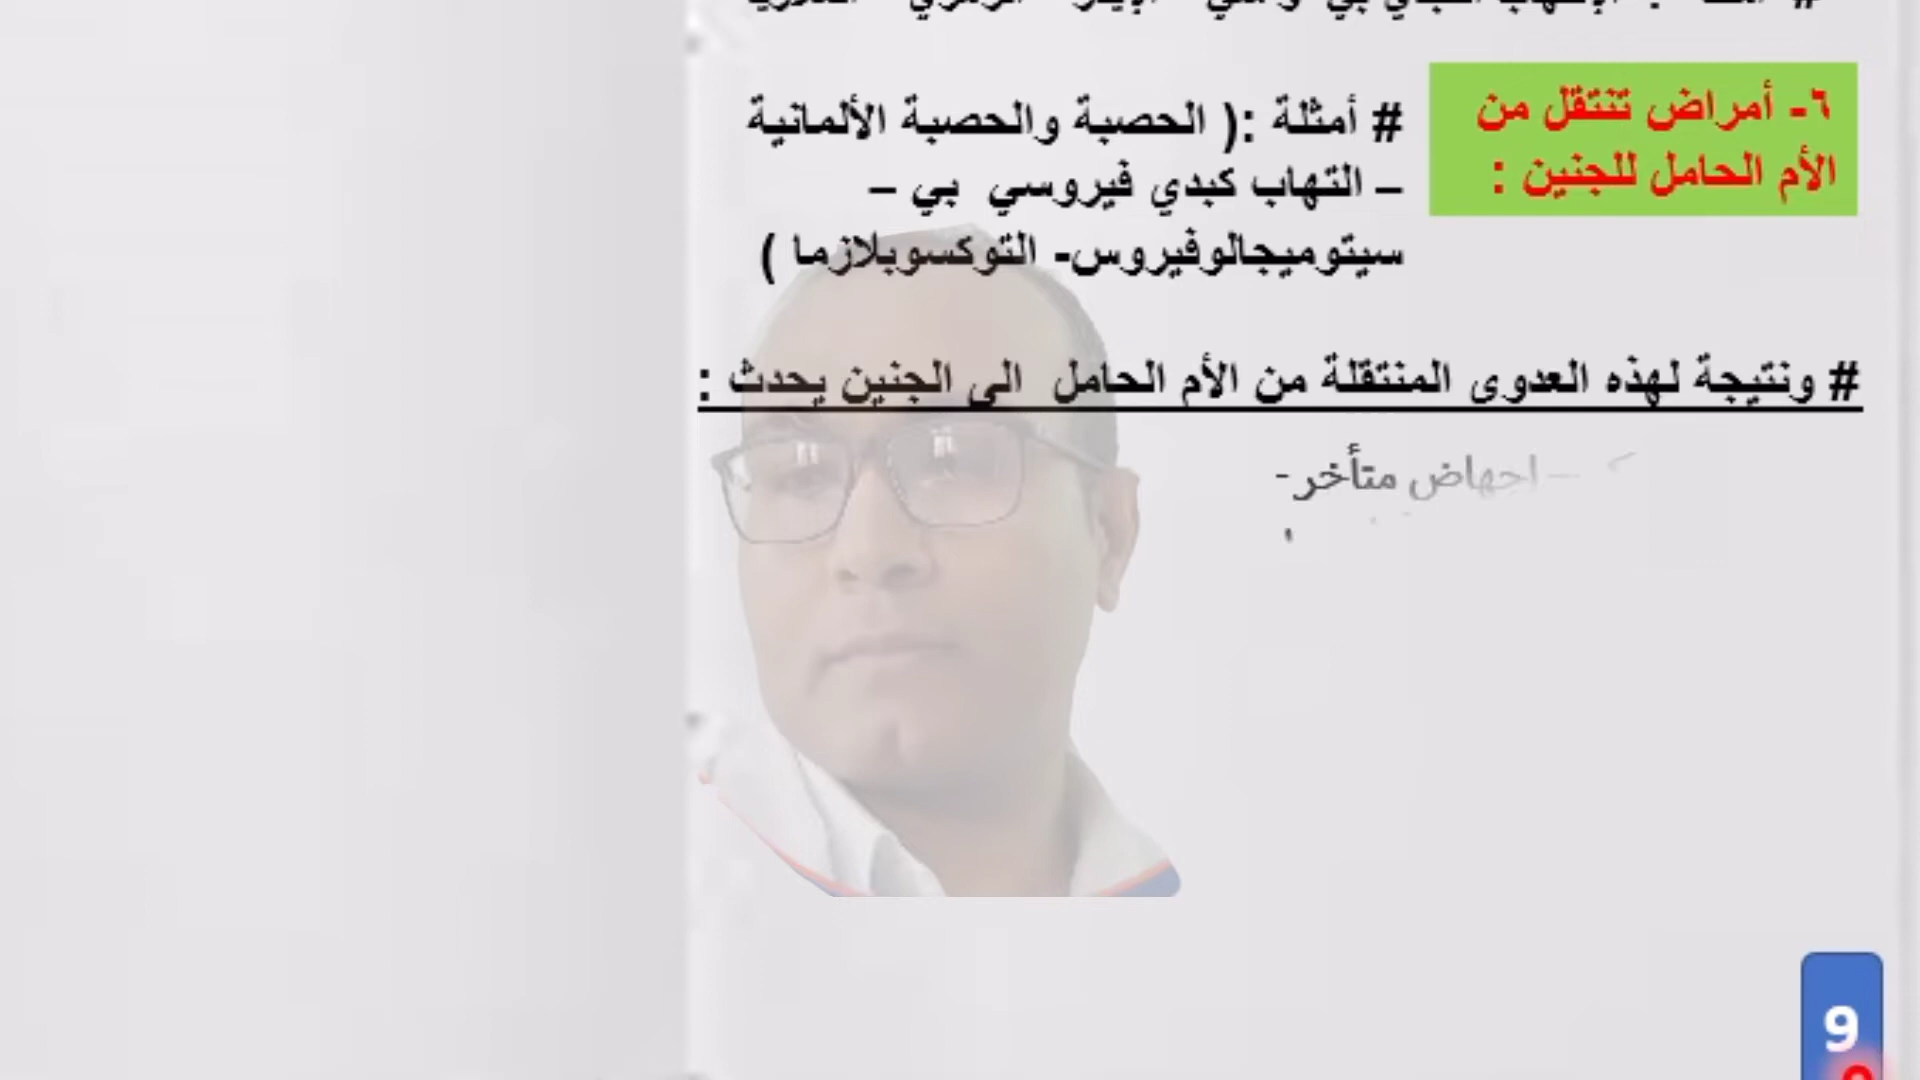 ٦- أمراض تنتقل من
الأم الحامل للجنين :
# أمثلة :( الحصبة والحصبة الألمانية
– التهاب كبدي فيروسي بي –
سيتوميجالوفيروس- التوكسوبلازما )
# ونتيجة لهذه العدوى المنتقلة من الأم الحامل الى الجنين يحدث :
– اجهاض متأخر-
9